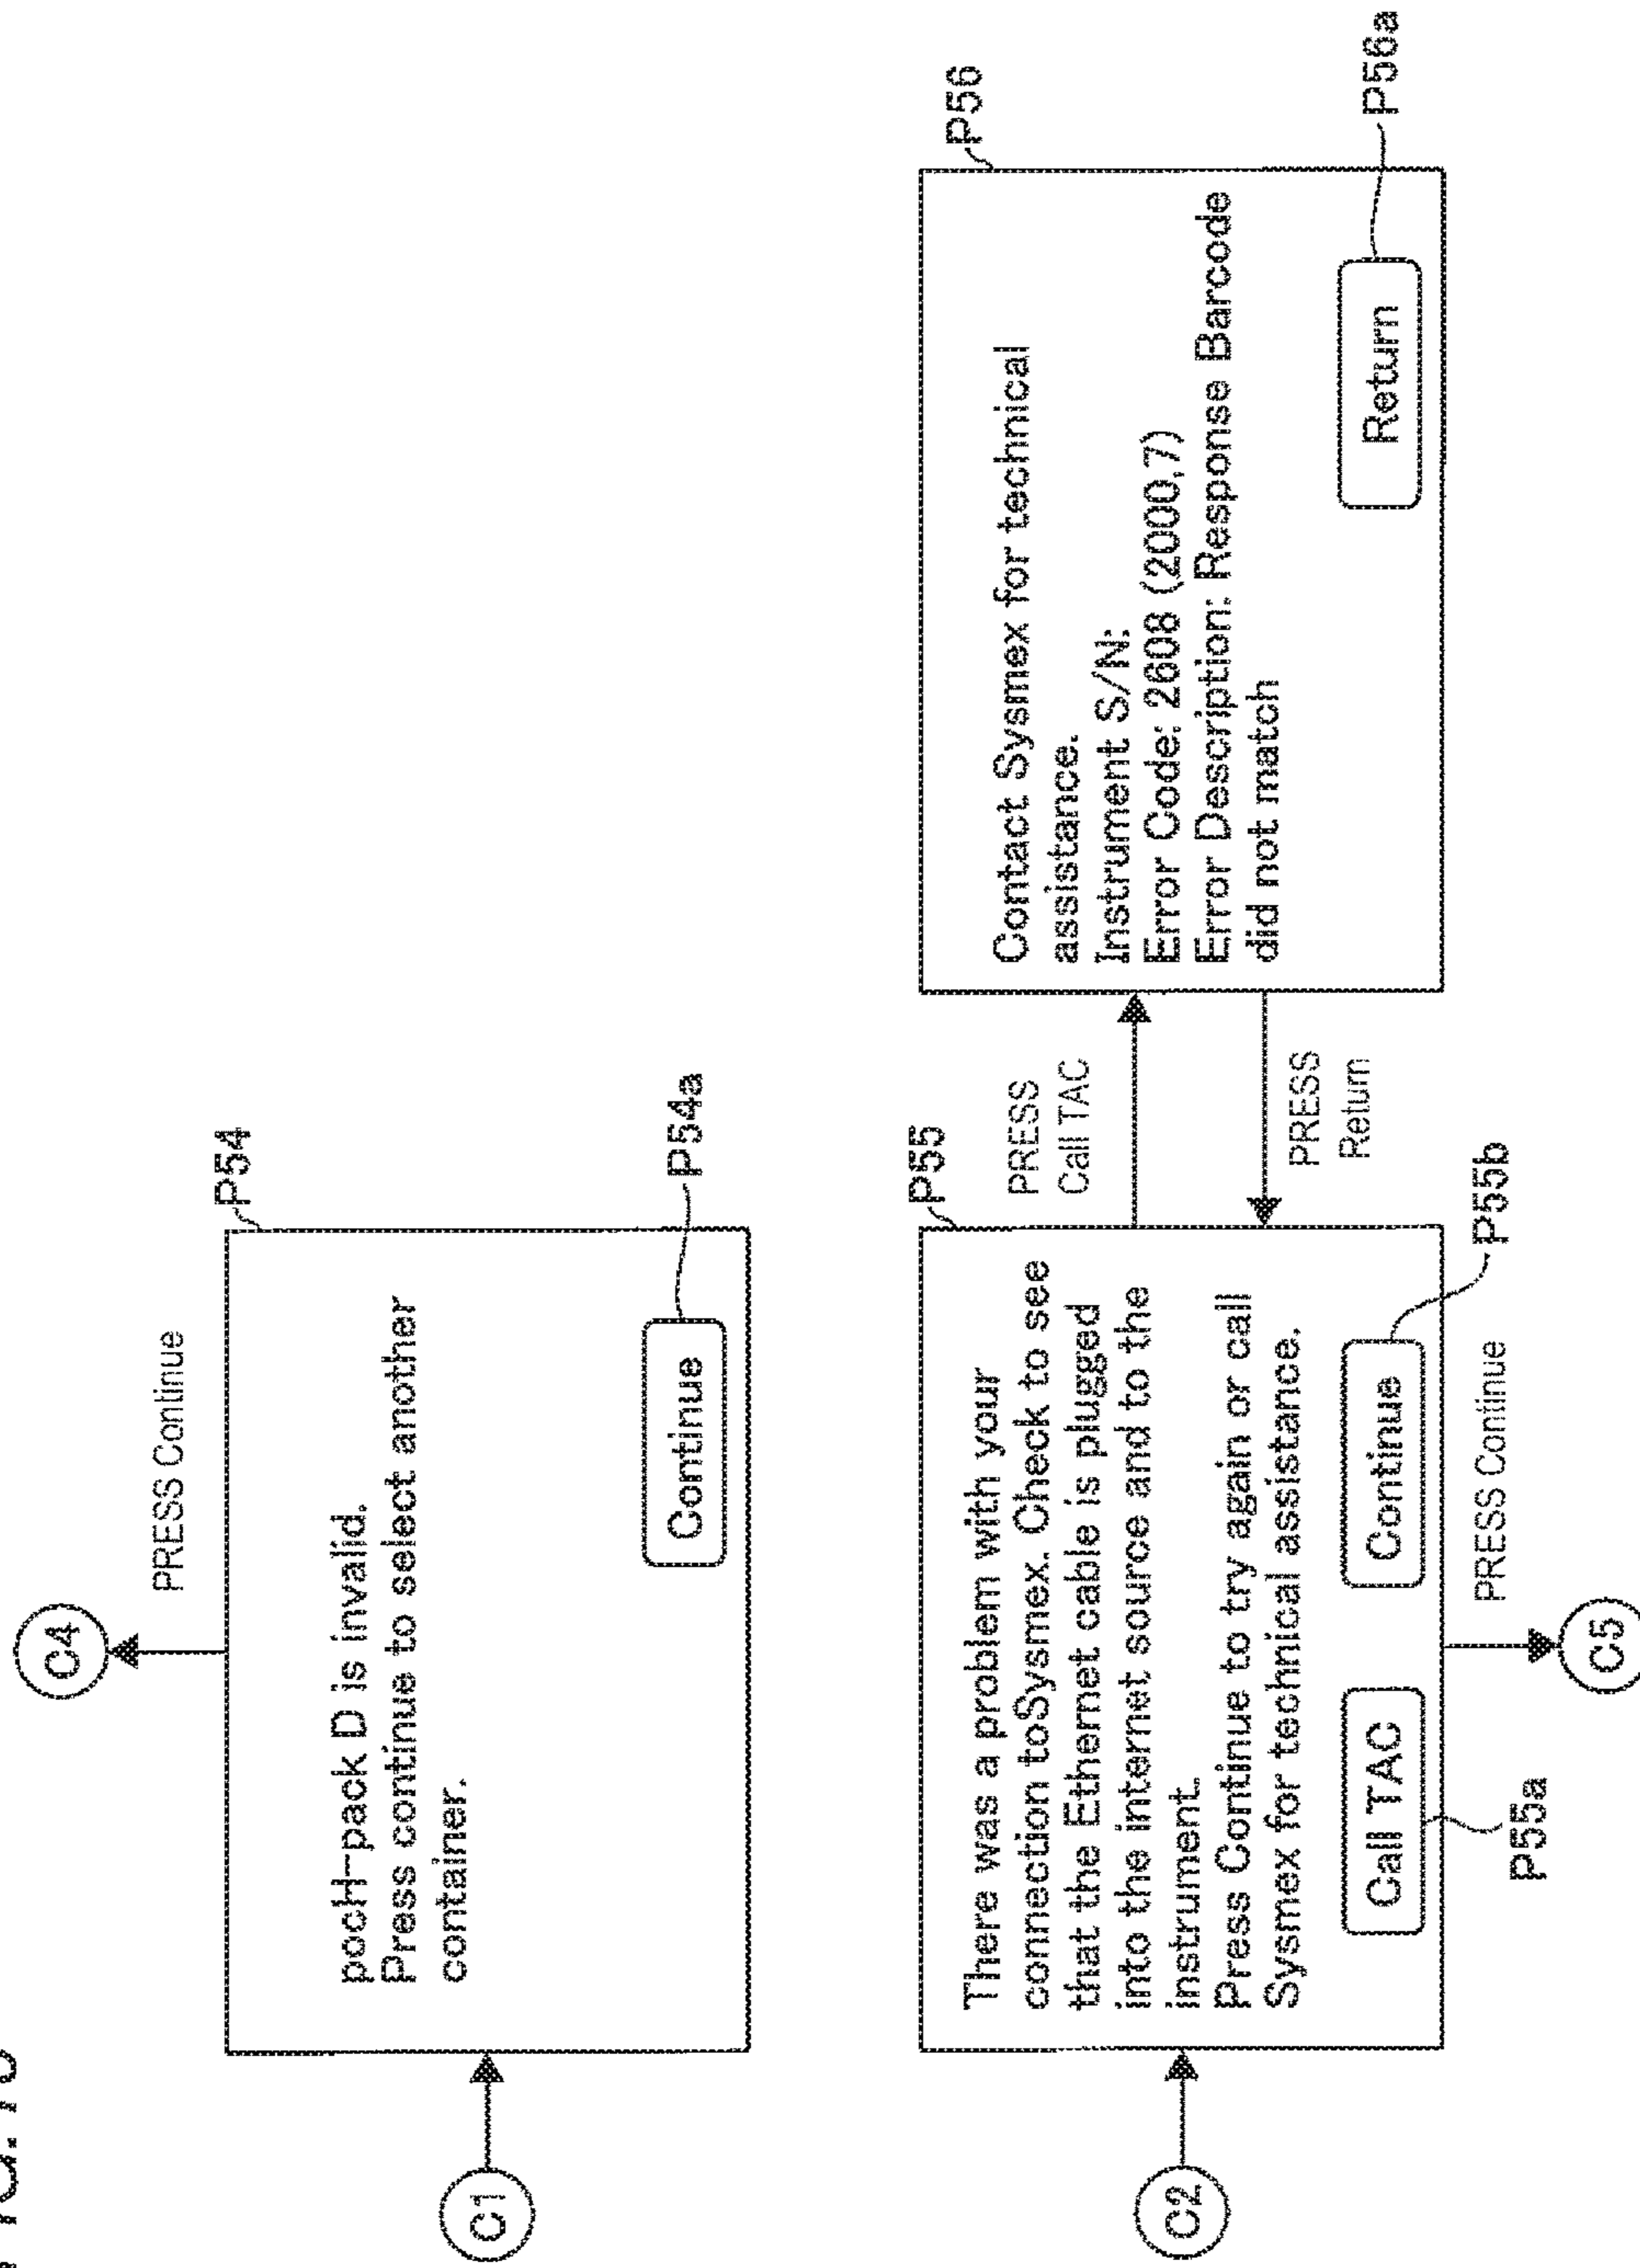 C4
PRESS Continue
P54
pocH-pack D is invalid.
Press continue to select another
container.
Continue
P54a
C1
P55
There was a problem with your
connection toSysmex. Check to see
that the Ethernet cable is plugged
into the internet source and to the
instrument.
Press Continue to try again or call
Sysmex for technical assistance.
Call TAC
Continue
P55a
P55b
C2
PRESS Continue
C5
PRESS
Call TAC
PRESS
Return
P56
Contact Sysmex for technical
assistance.
Instrument S/N:
Error Code: 2608 (2000,7)
Error Description: Response Barcode
did not match
Return
P56a